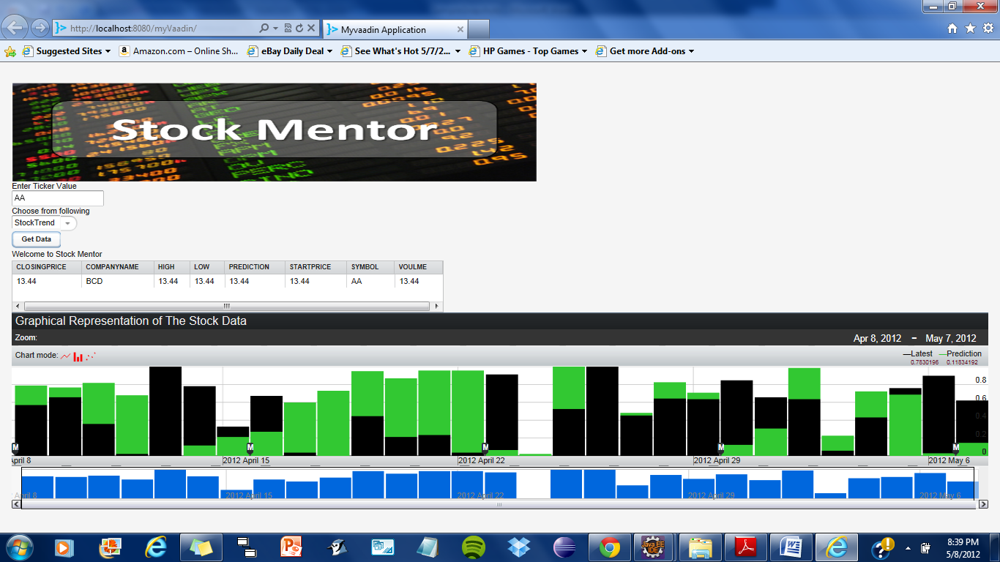 http://localhost:8080/myVaadin/
Myvaadin Application
Suggested Sites
Amazon.com – Online Sh...
eBay Daily Deal
See What's Hot 5/7/2...
HP Games - Top Games
Get more Add-ons
Stock Mentor
Enter Ticker Value
AA
Choose from following
StockTrend
Get Data
Welcome to Stock Mentor
CLOSINGPRICE COMPANYNAME HIGH LOW PREDICTION STARTPRICE SYMBOL VOULME
13.44 BCD 13.44 13.44 13.44 13.44 AA 13.44
Graphical Representation of The Stock Data
Zoom:
Apr 8, 2012 – May 7, 2012
Chart mode:
Latest Prediction
0.7830196 0.11834192
0.8
0.6
0.4
0.2
0
M M M M M
April 8 2012 April 15 2012 April 22 2012 April 29 2012 May 6
April 8 2012 April 15 2012 April 22 2012 April 29 2012 May 6
Java EE
IDE
8:39 PM
5/8/2012